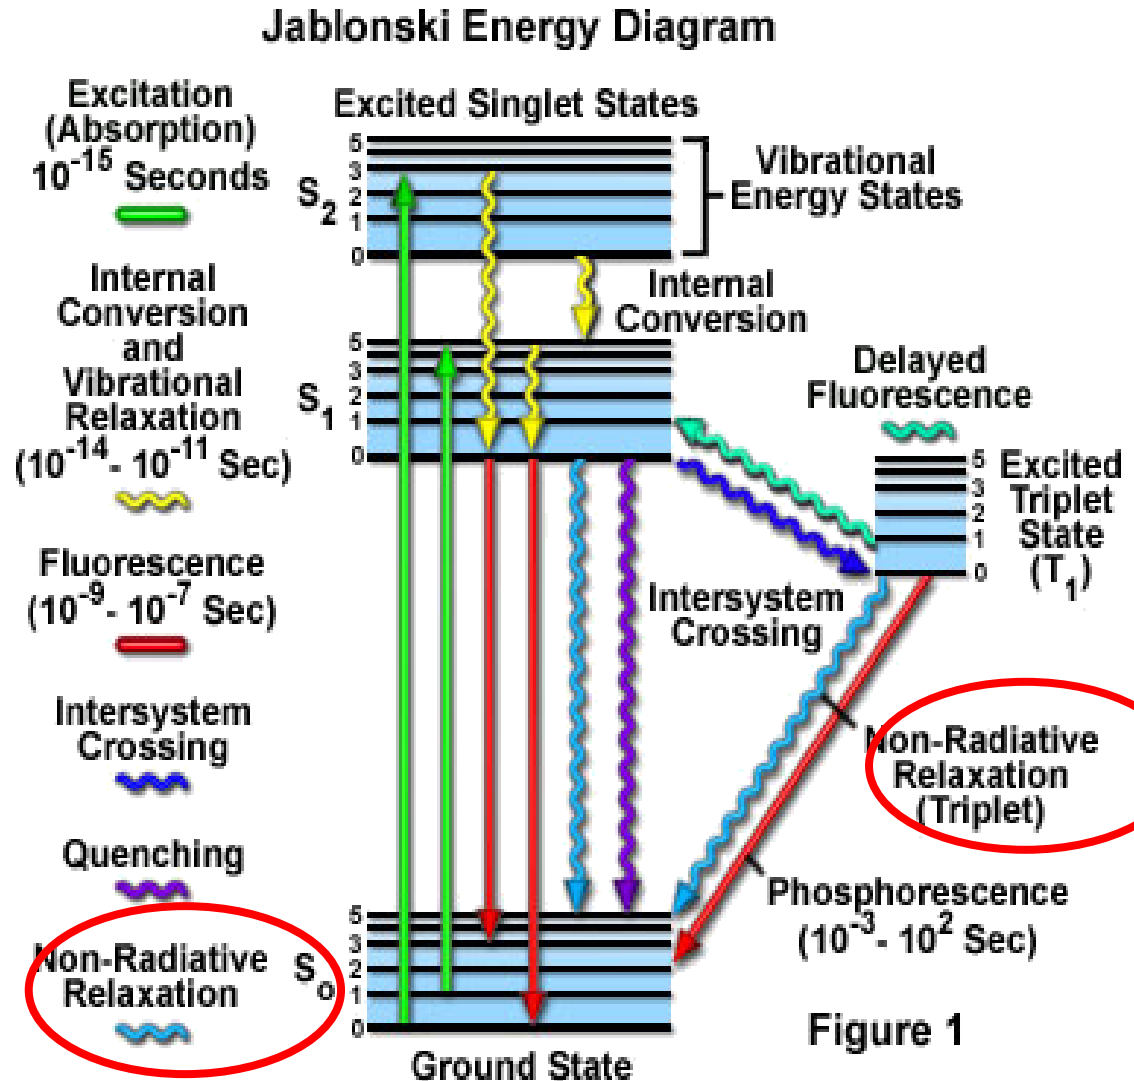 Jablonski Energy Diagram
Excitation
(Absorption)
10^-15 Seconds
Internal
Conversion
and
Vibrational
Relaxation
(10^-14 - 10^-11 Sec)
Fluorescence
(10^-9 - 10^-7 Sec)
Intersystem
Crossing
Quenching
Non-Radiative
Relaxation
Excited Singlet States
S2
5
3
2
1
0
Vibrational
Energy States
Internal
Conversion
S1
5
3
2
1
0
Delayed
Fluorescence
5
3
2
1
0
Excited
Triplet
State
(T1)
Intersystem
Crossing
Non-Radiative
Relaxation
(Triplet)
Phosphorescence
(10^-3 - 10^2 Sec)
So
5
3
2
1
0
Ground State
Figure 1